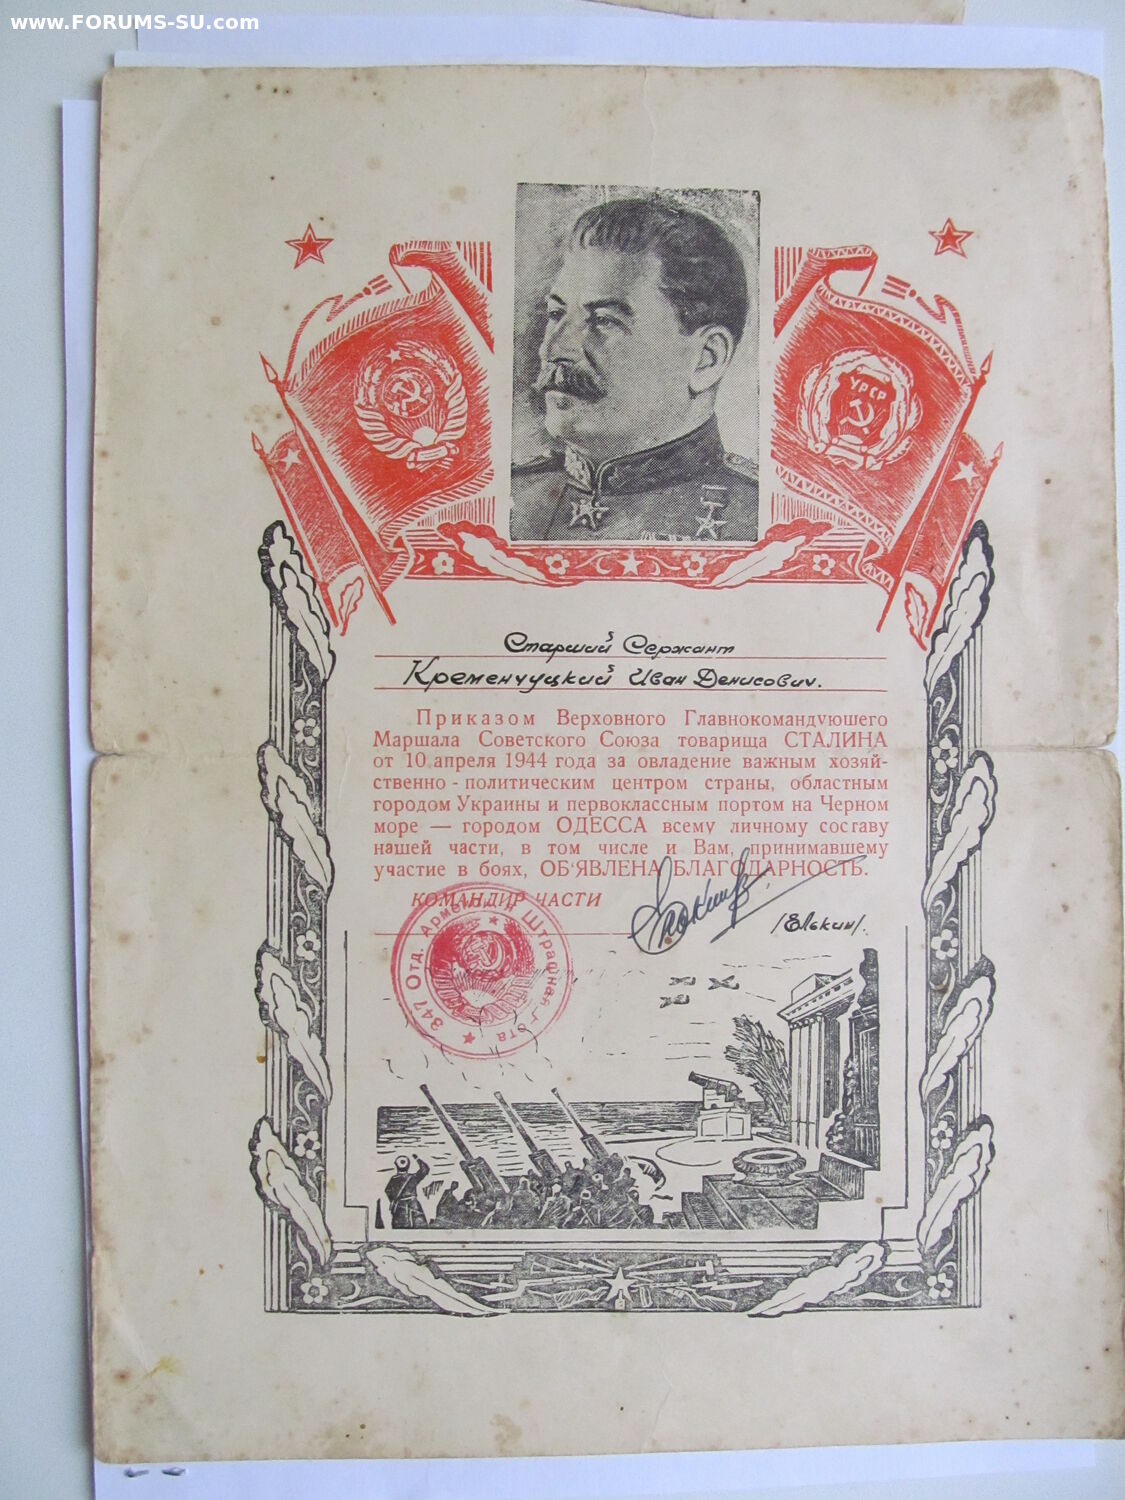 www.FORUMS-SU.com
УРСР
Старший Сержант
Кременчуцкий Иван Денисович.
Приказом Верховного Главнокомандующего
Маршала Советского Союза товарища СТАЛИНА
от 10 апреля 1944 года за овладение важным хозяй-
ственно-политическим центром страны, областным
городом Украины и первоклассным портом на Черном
море — городом ОДЕССА всему личному составу
нашей части, в том числе и Вам, принимавшему
участие в боях, ОБ'ЯВЛЕНА БЛАГОДАРНОСТЬ.
КОМАНДИР ЧАСТИ
/Елькин/.
347 Отд. Армейская Штрафная Рота